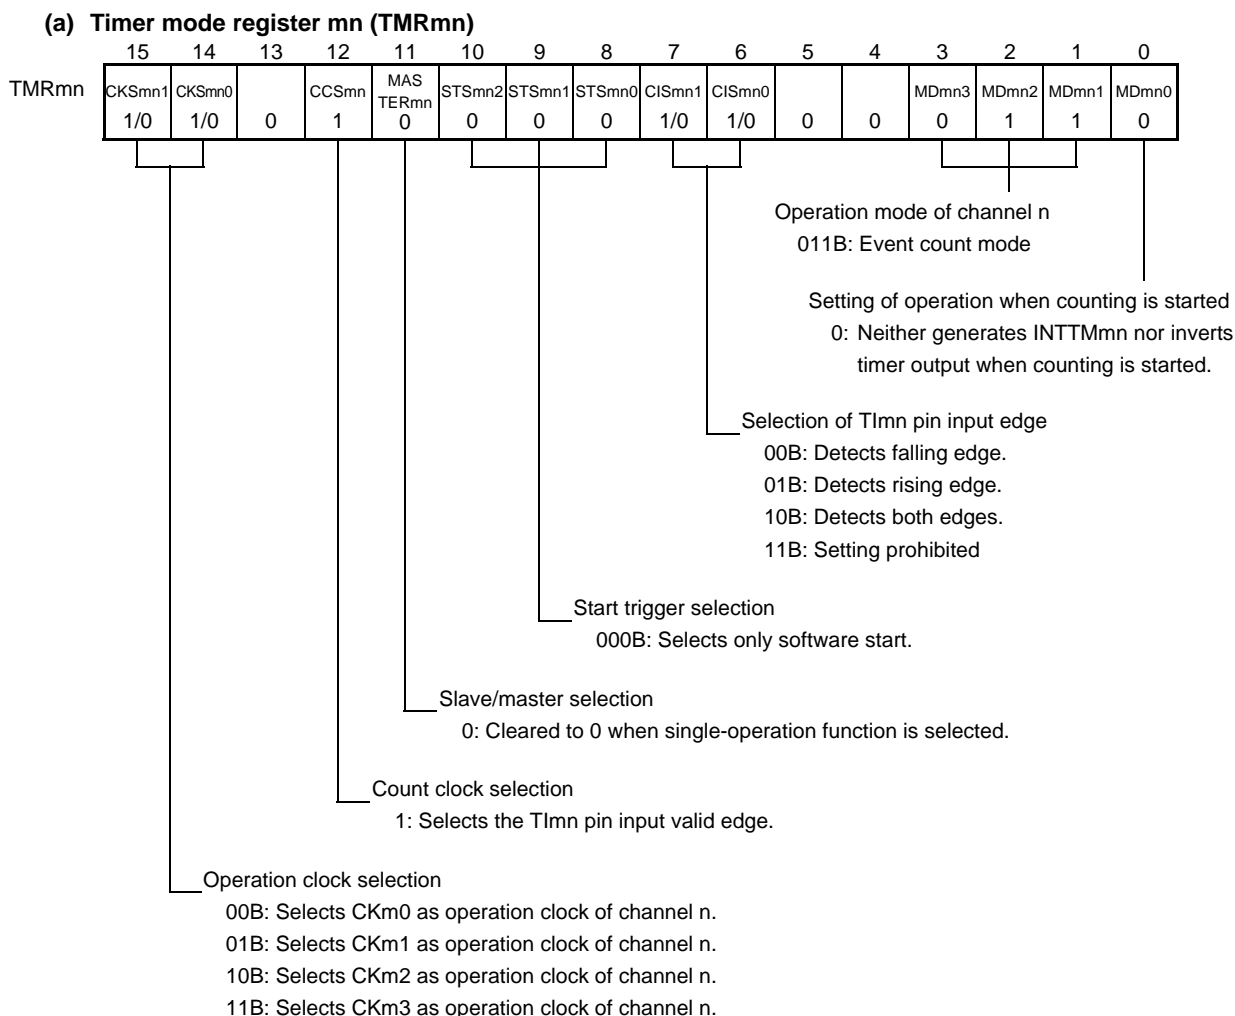 (a) Timer mode register mn (TMRmn)
15 14 13 12 11 10 9 8 7 6 5 4 3 2 1 0
TMRmn CKSmn1 CKSmn0 CCSmn MAS TERmn STSmn2 STSmn1 STSmn0 CISmn1 CISmn0 MDmn3 MDmn2 MDmn1 MDmn0
1/0 1/0 0 1 0 0 0 0 1/0 1/0 0 0 0 1 1 0
Operation mode of channel n
011B: Event count mode
Setting of operation when counting is started
0: Neither generates INTTMmn nor inverts
timer output when counting is started.
Selection of TImn pin input edge
00B: Detects falling edge.
01B: Detects rising edge.
10B: Detects both edges.
11B: Setting prohibited
Start trigger selection
000B: Selects only software start.
Slave/master selection
0: Cleared to 0 when single-operation function is selected.
Count clock selection
1: Selects the TImn pin input valid edge.
Operation clock selection
00B: Selects CKm0 as operation clock of channel n.
01B: Selects CKm1 as operation clock of channel n.
10B: Selects CKm2 as operation clock of channel n.
11B: Selects CKm3 as operation clock of channel n.